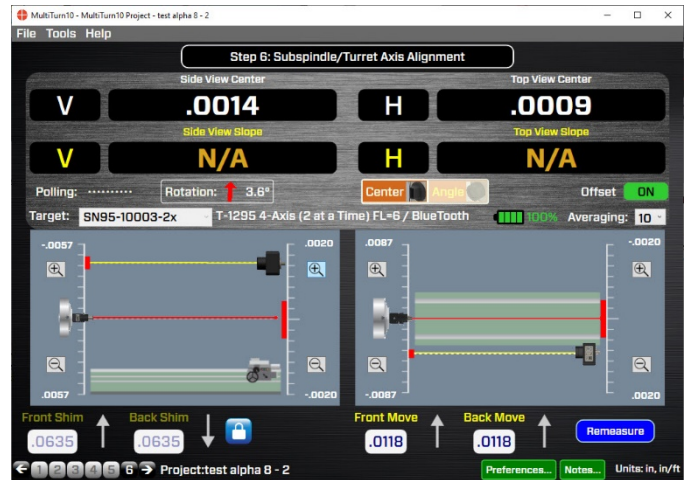 MultiTurn10 - MultiTurn10 Project - test alpha 8 - 2
File Tools Help
Step 6: Subspindle/Turret Axis Alignment
Side View Center
Top View Center
V .0014 H .0009
Side View Slope
Top View Slope
V N/A H N/A
Polling: .......... Rotation: 3.6° Center Angle Offset ON
Target: SN95-10003-2x T-1295 4-Axis (2 at a Time) FL=6 / BlueTooth 100% Averaging: 10
-.0057 .0020 .0087 -.0020
.0057 -.0020 -.0087 .0020
Front Shim Back Shim Front Move Back Move
.0635 .0635 .0118 .0118 Remeasure
1 2 3 4 5 6 Project:test alpha 8 - 2 Preferences... Notes... Units: in, in/ft